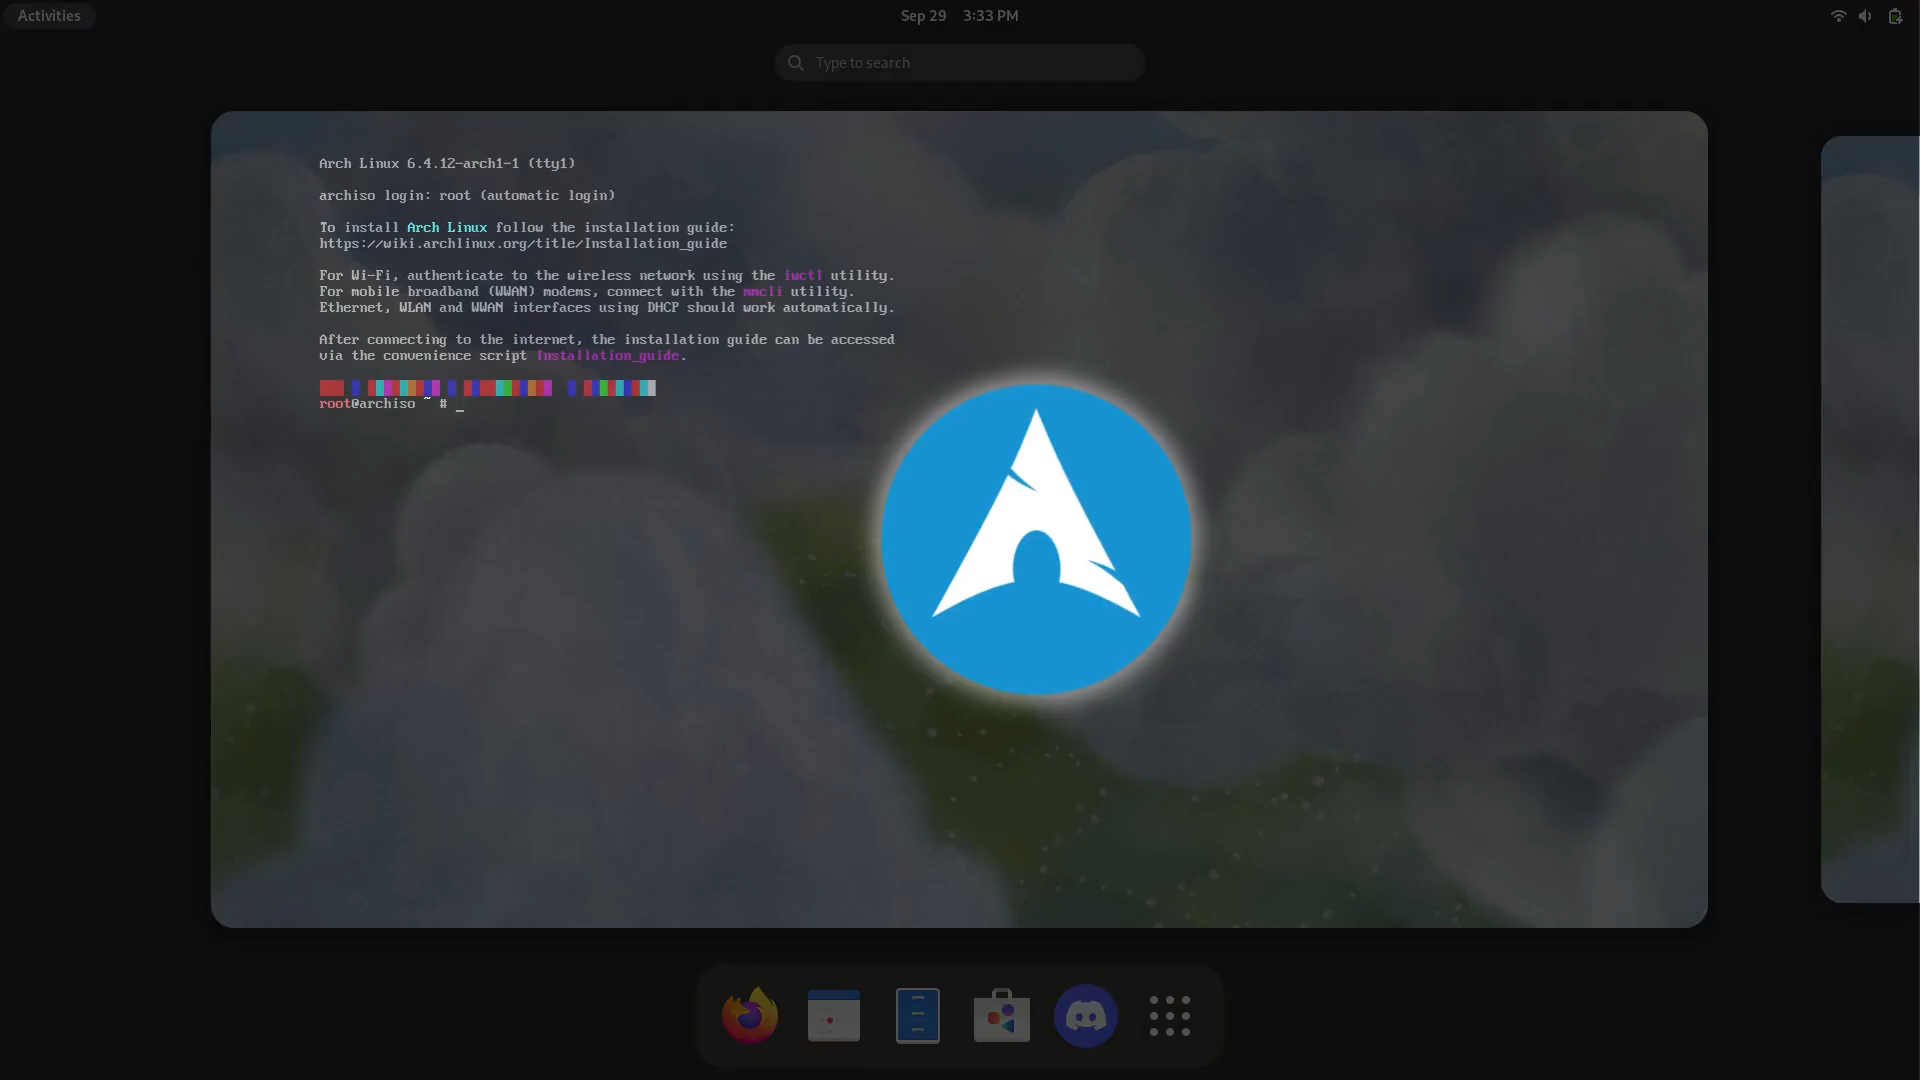 Activities
Sep 29 3:33 PM
Type to search
Arch Linux 6.4.12-arch1-1 (tty1)
archiso login: root (automatic login)
To install Arch Linux follow the installation guide:
https://wiki.archlinux.org/title/Installation_guide
For Wi-Fi, authenticate to the wireless network using the iwctl utility.
For mobile broadband (WWAN) modems, connect with the mmcli utility.
Ethernet, WLAN and WWAN interfaces using DHCP should work automatically.
After connecting to the internet, the installation guide can be accessed
via the convenience script Installation_guide.
root@archiso ~ # _